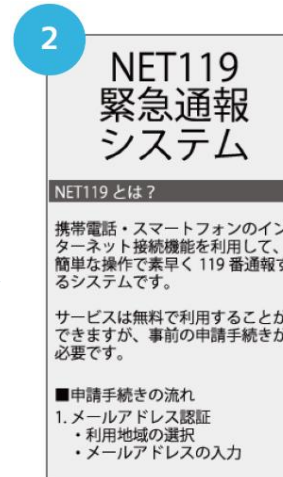 2
NET119
緊急通報
システム
NET119 とは？
携帯電話・スマートフォンのイン
ターネット接続機能を利用して、
簡単な操作で素早く 119 番通報す
るシステムです。
サービスは無料で利用することが
できますが、事前の申請手続きが
必要です。
■申請手続きの流れ
1. メールアドレス認証
・利用地域の選択
・メールアドレスの入力